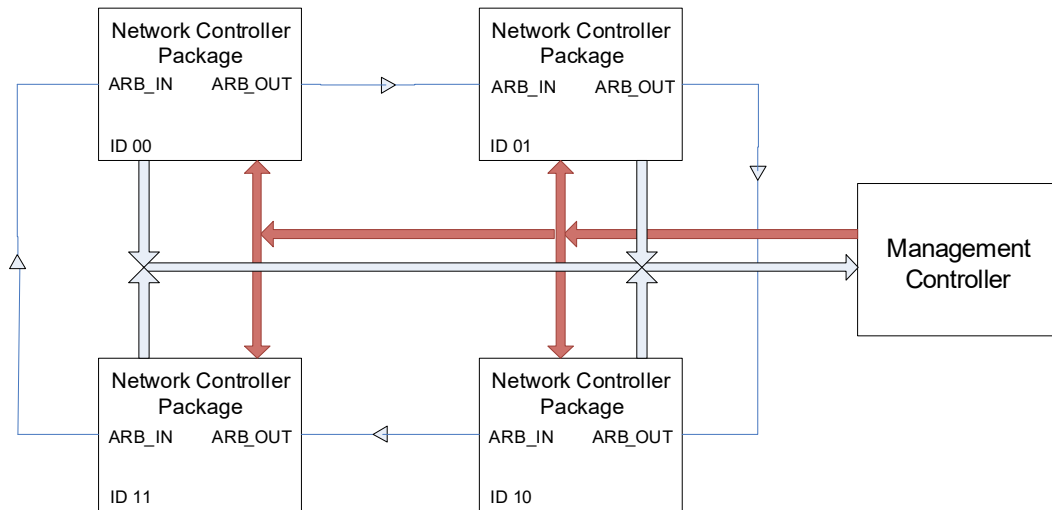 Network Controller
Package
ARB_IN ARB_OUT
ID 00
Network Controller
Package
ARB_IN ARB_OUT
ID 01
Management
Controller
Network Controller
Package
ARB_IN ARB_OUT
ID 11
Network Controller
Package
ARB_IN ARB_OUT
ID 10